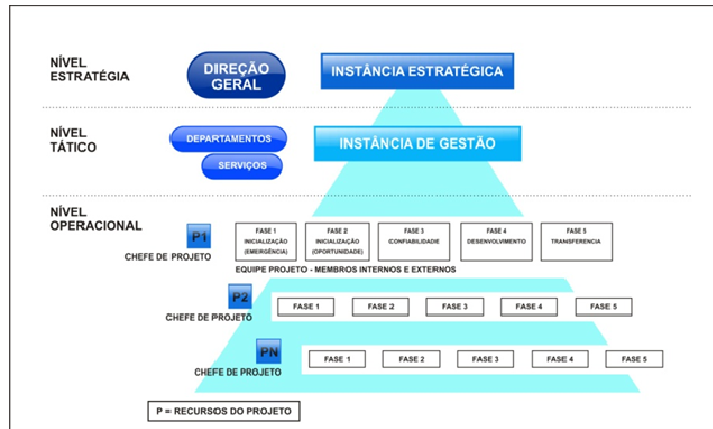 NÍVEL
ESTRATÉGIA
DIREÇÃO
GERAL
INSTÂNCIA ESTRATÉGICA
NÍVEL
TÁTICO
DEPARTAMENTOS
SERVIÇOS
INSTÂNCIA DE GESTÃO
NÍVEL
OPERACIONAL
P1
CHEFE DE PROJETO
FASE 1
INICIALIZAÇÃO
(EMERGÊNCIA)
FASE 2
INICIALIZAÇÃO
(OPORTUNIDADE)
FASE 3
(CONFIABILIDADE
FASE 4
DESENVOLVIMENTO
FASE 5
TRANSFERENCIA
EQUIPE PROJETO - MEMBROS INTERNOS E EXTERNOS
P2
CHEFE DE PROJETO
FASE 1
FASE 2
FASE 3
FASE 4
FASE 5
PN
CHEFE DE PROJETO
FASE 1
FASE 2
FASE 3
FASE 4
FASE 5
P = RECURSOS DO PROJETO